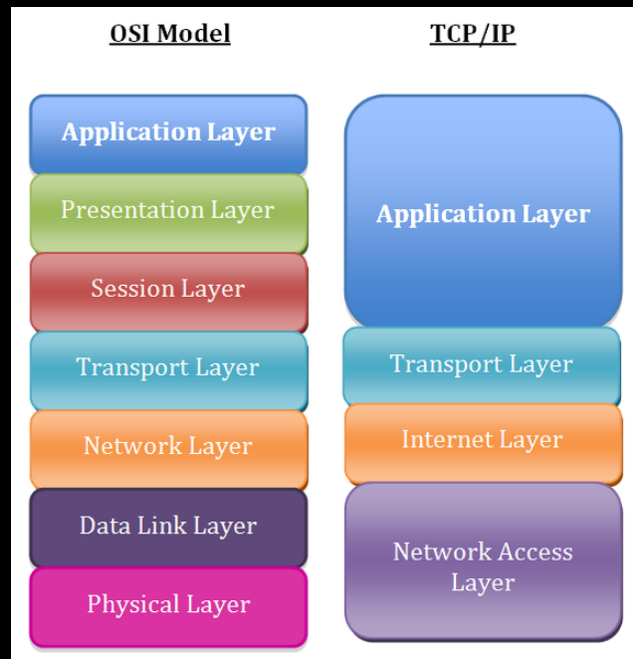 OSI Model
TCP/IP
Application Layer
Presentation Layer
Session Layer
Transport Layer
Network Layer
Data Link Layer
Physical Layer
Application Layer
Transport Layer
Internet Layer
Network Access
Layer